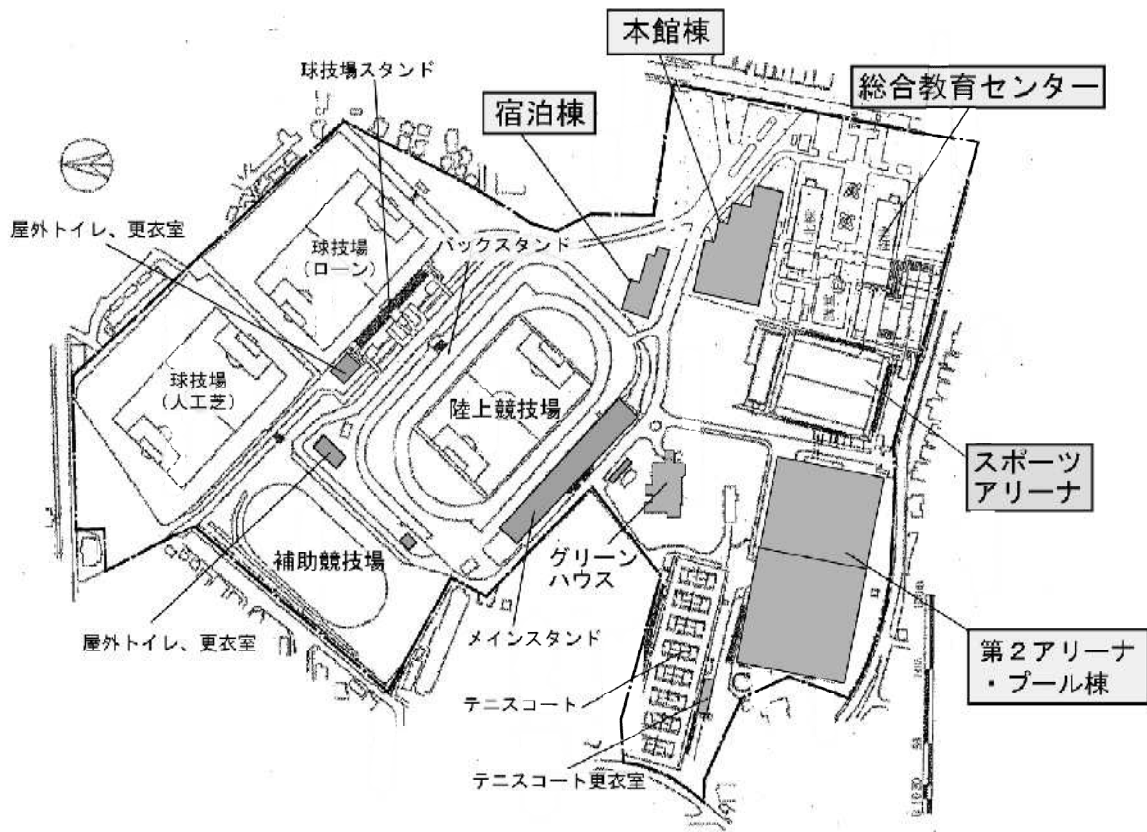 本館棟
球技場スタンド
総合教育センター
宿泊棟
屋外トイレ、更衣室
球技場
(ローン)
バックスタンド
球技場
(人工芝)
陸上競技場
スポーツ
アリーナ
グリーン
ハウス
補助競技場
屋外トイレ、更衣室
メインスタンド
第2アリーナ
・プール棟
テニスコート
テニスコート更衣室